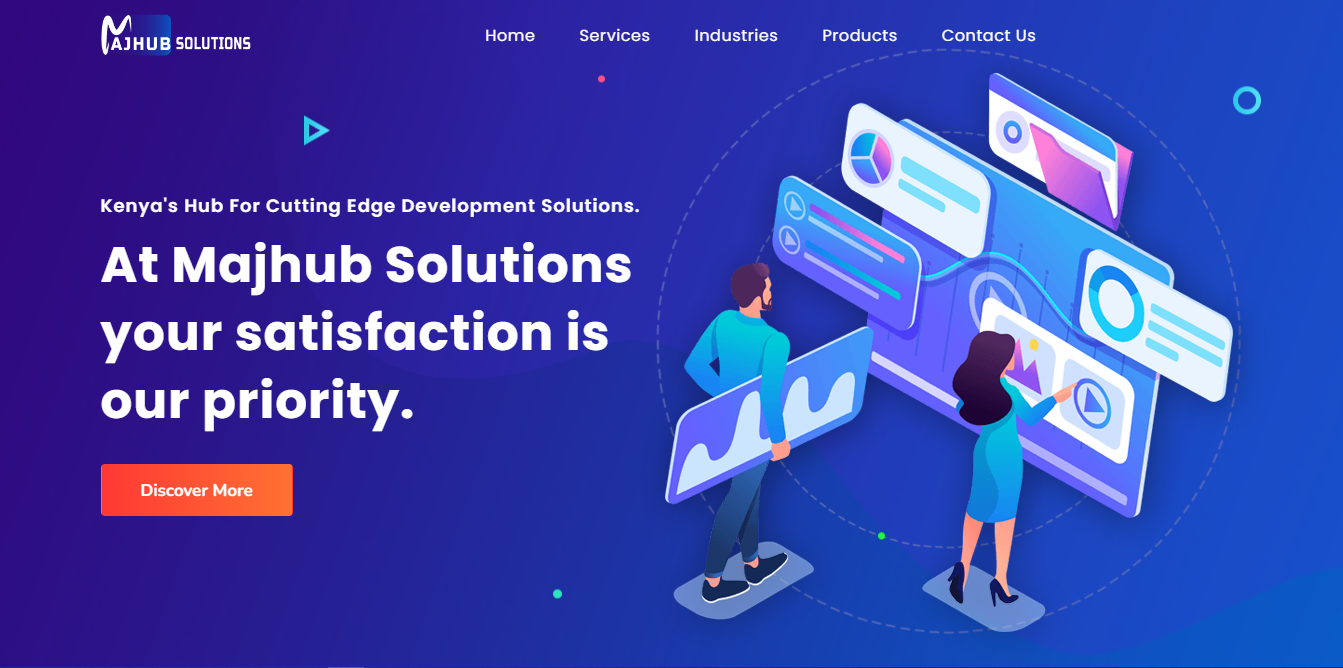 MAJHUB SOLUTIONS
Home Services Industries Products Contact Us
Kenya's Hub For Cutting Edge Development Solutions.
At Majhub Solutions
your satisfaction is
our priority.
Discover More